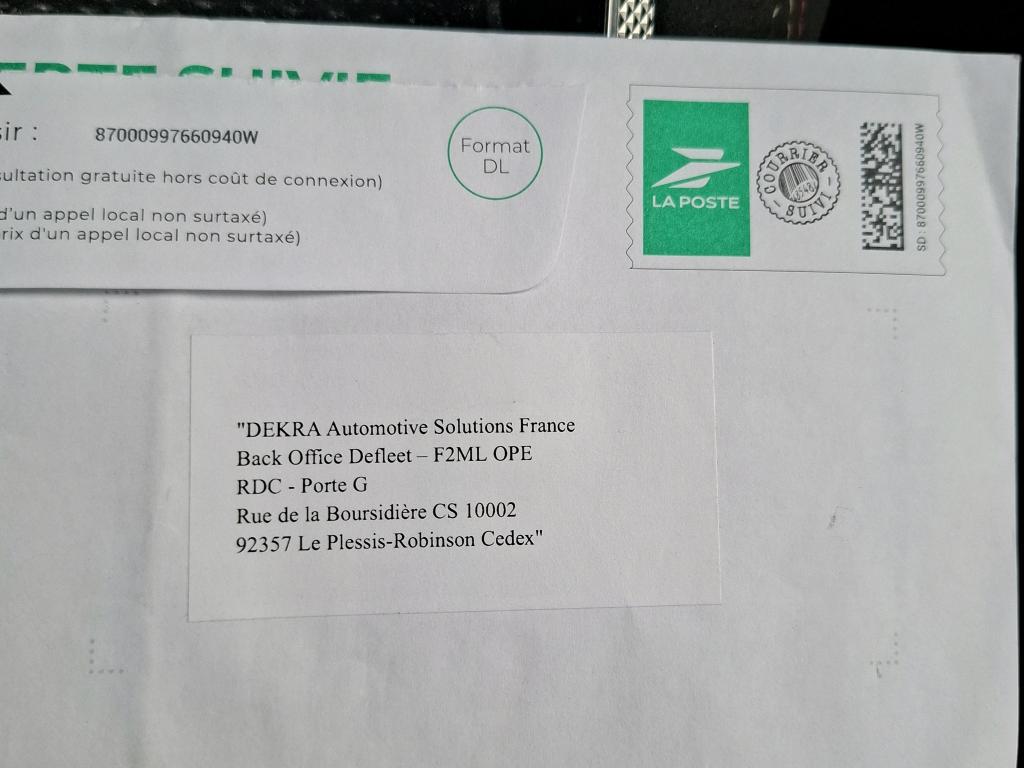 SUIVIE
sir :
87000997660940W
Format
DL
sultation gratuite hors coût de connexion)
d'un appel local non surtaxé)
rix d'un appel local non surtaxé)
LA POSTE
COURRIER
SUIVI
SD : 87000997660940W
"DEKRA Automotive Solutions France
Back Office Defleet – F2ML OPE
RDC - Porte G
Rue de la Boursidière CS 10002
92357 Le Plessis-Robinson Cedex"